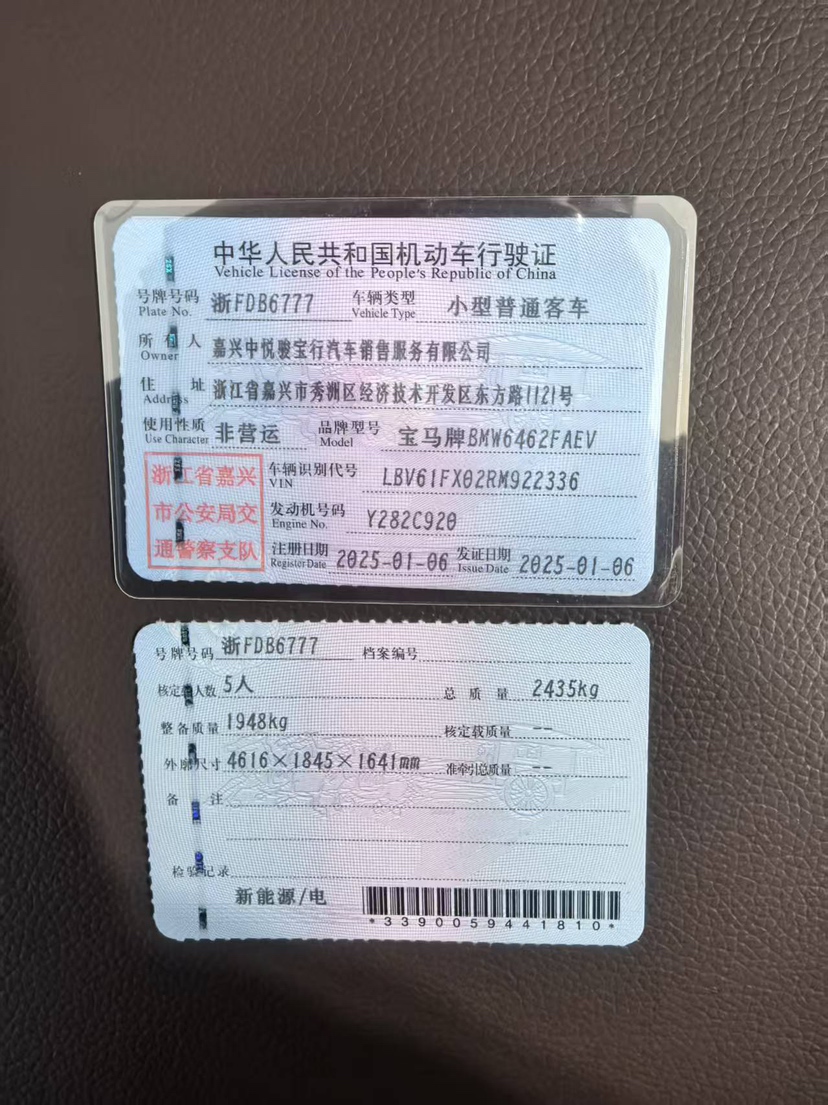 中华人民共和国机动车行驶证
Vehicle License of the People's Republic of China
号牌号码 Plate No. 浙FDB6777 车辆类型 Vehicle Type 小型普通客车
所有人 Owner 嘉兴中悦骏宝行汽车销售服务有限公司
住址 Address 浙江省嘉兴市秀洲区经济技术开发区东方路1121号
使用性质 Use Character 非营运 品牌型号 Model 宝马牌BMW6462FAEV
浙江省嘉兴
市公安局交
通警察支队
车辆识别代号 VIN LBV61FX02RM922336
发动机号码 Engine No. Y282C920
注册日期 Register Date 2025-01-06 发证日期 Issue Date 2025-01-06
号牌号码 浙FDB6777 档案编号
核定载人数 5人 总质量 2435kg
整备质量 1948kg 核定载质量 --
外廓尺寸 4616×1845×1641mm 准牵引总质量 --
备注
检验记录
新能源/电
*3390059441810*